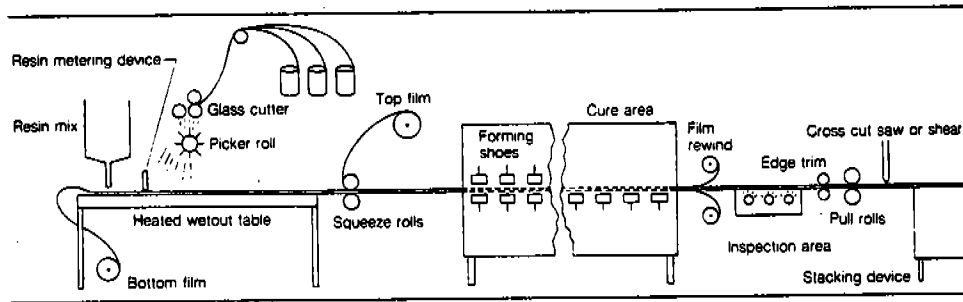 Resin metering device
Glass cutter
Resin mix
Picker roll
Top film
Cure area
Forming
shoes
Film
rewind
Cross cut saw or shear
Edge trim
Heated wetout table
Squeeze rolls
Pull rolls
Inspection area
Bottom film
Stacking device